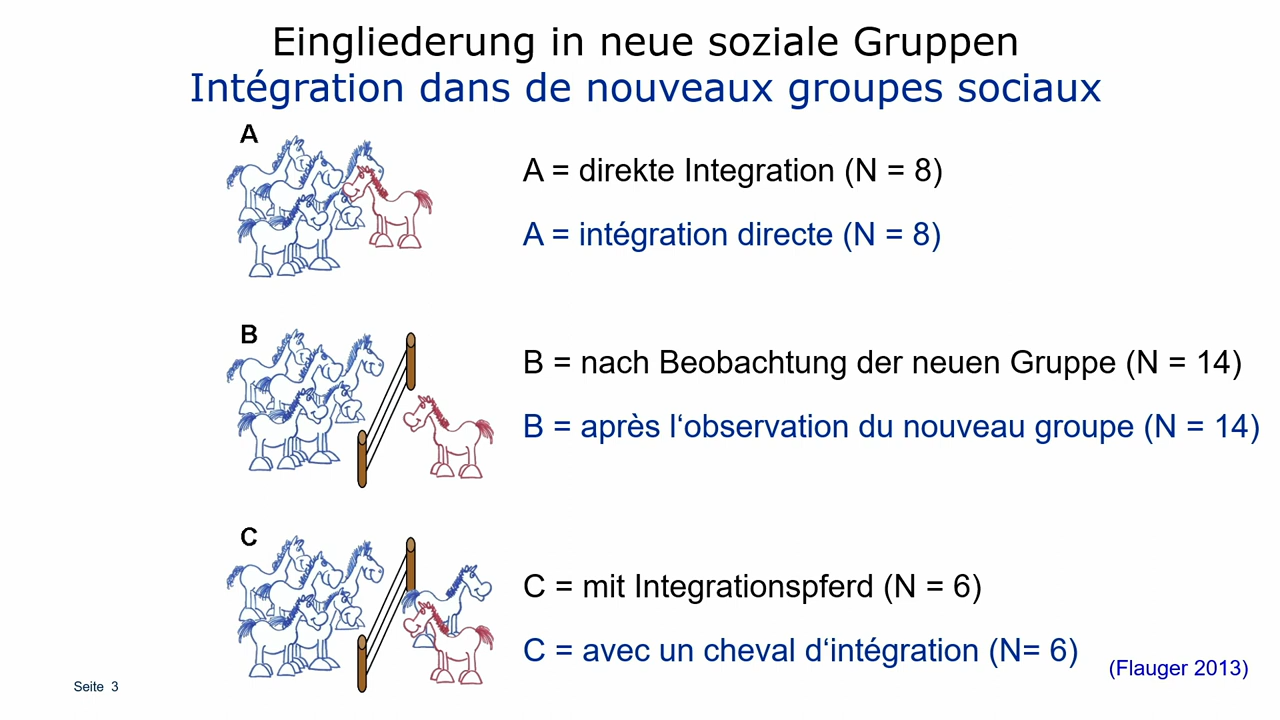 Eingliederung in neue soziale Gruppen
Intégration dans de nouveaux groupes sociaux
A
A = direkte Integration (N = 8)
A = intégration directe (N = 8)
B
B = nach Beobachtung der neuen Gruppe (N = 14)
B = après l‘observation du nouveau groupe (N = 14)
C
C = mit Integrationspferd (N = 6)
C = avec un cheval d‘intégration (N= 6)
(Flauger 2013)
Seite 3